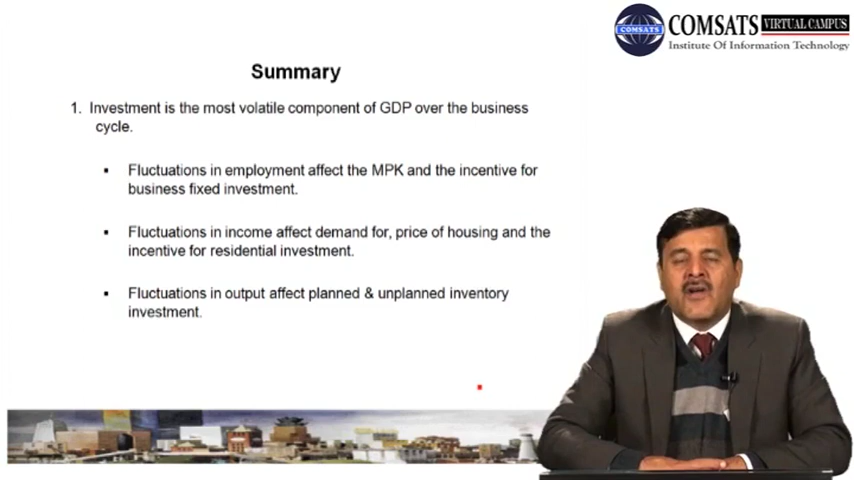 COMSATS VIRTUAL CAMPUS
COMSATS
Institute Of Information Technology
Summary
1. Investment is the most volatile component of GDP over the business
cycle.
▪ Fluctuations in employment affect the MPK and the incentive for
business fixed investment.
▪ Fluctuations in income affect demand for, price of housing and the
incentive for residential investment.
▪ Fluctuations in output affect planned & unplanned inventory
investment.